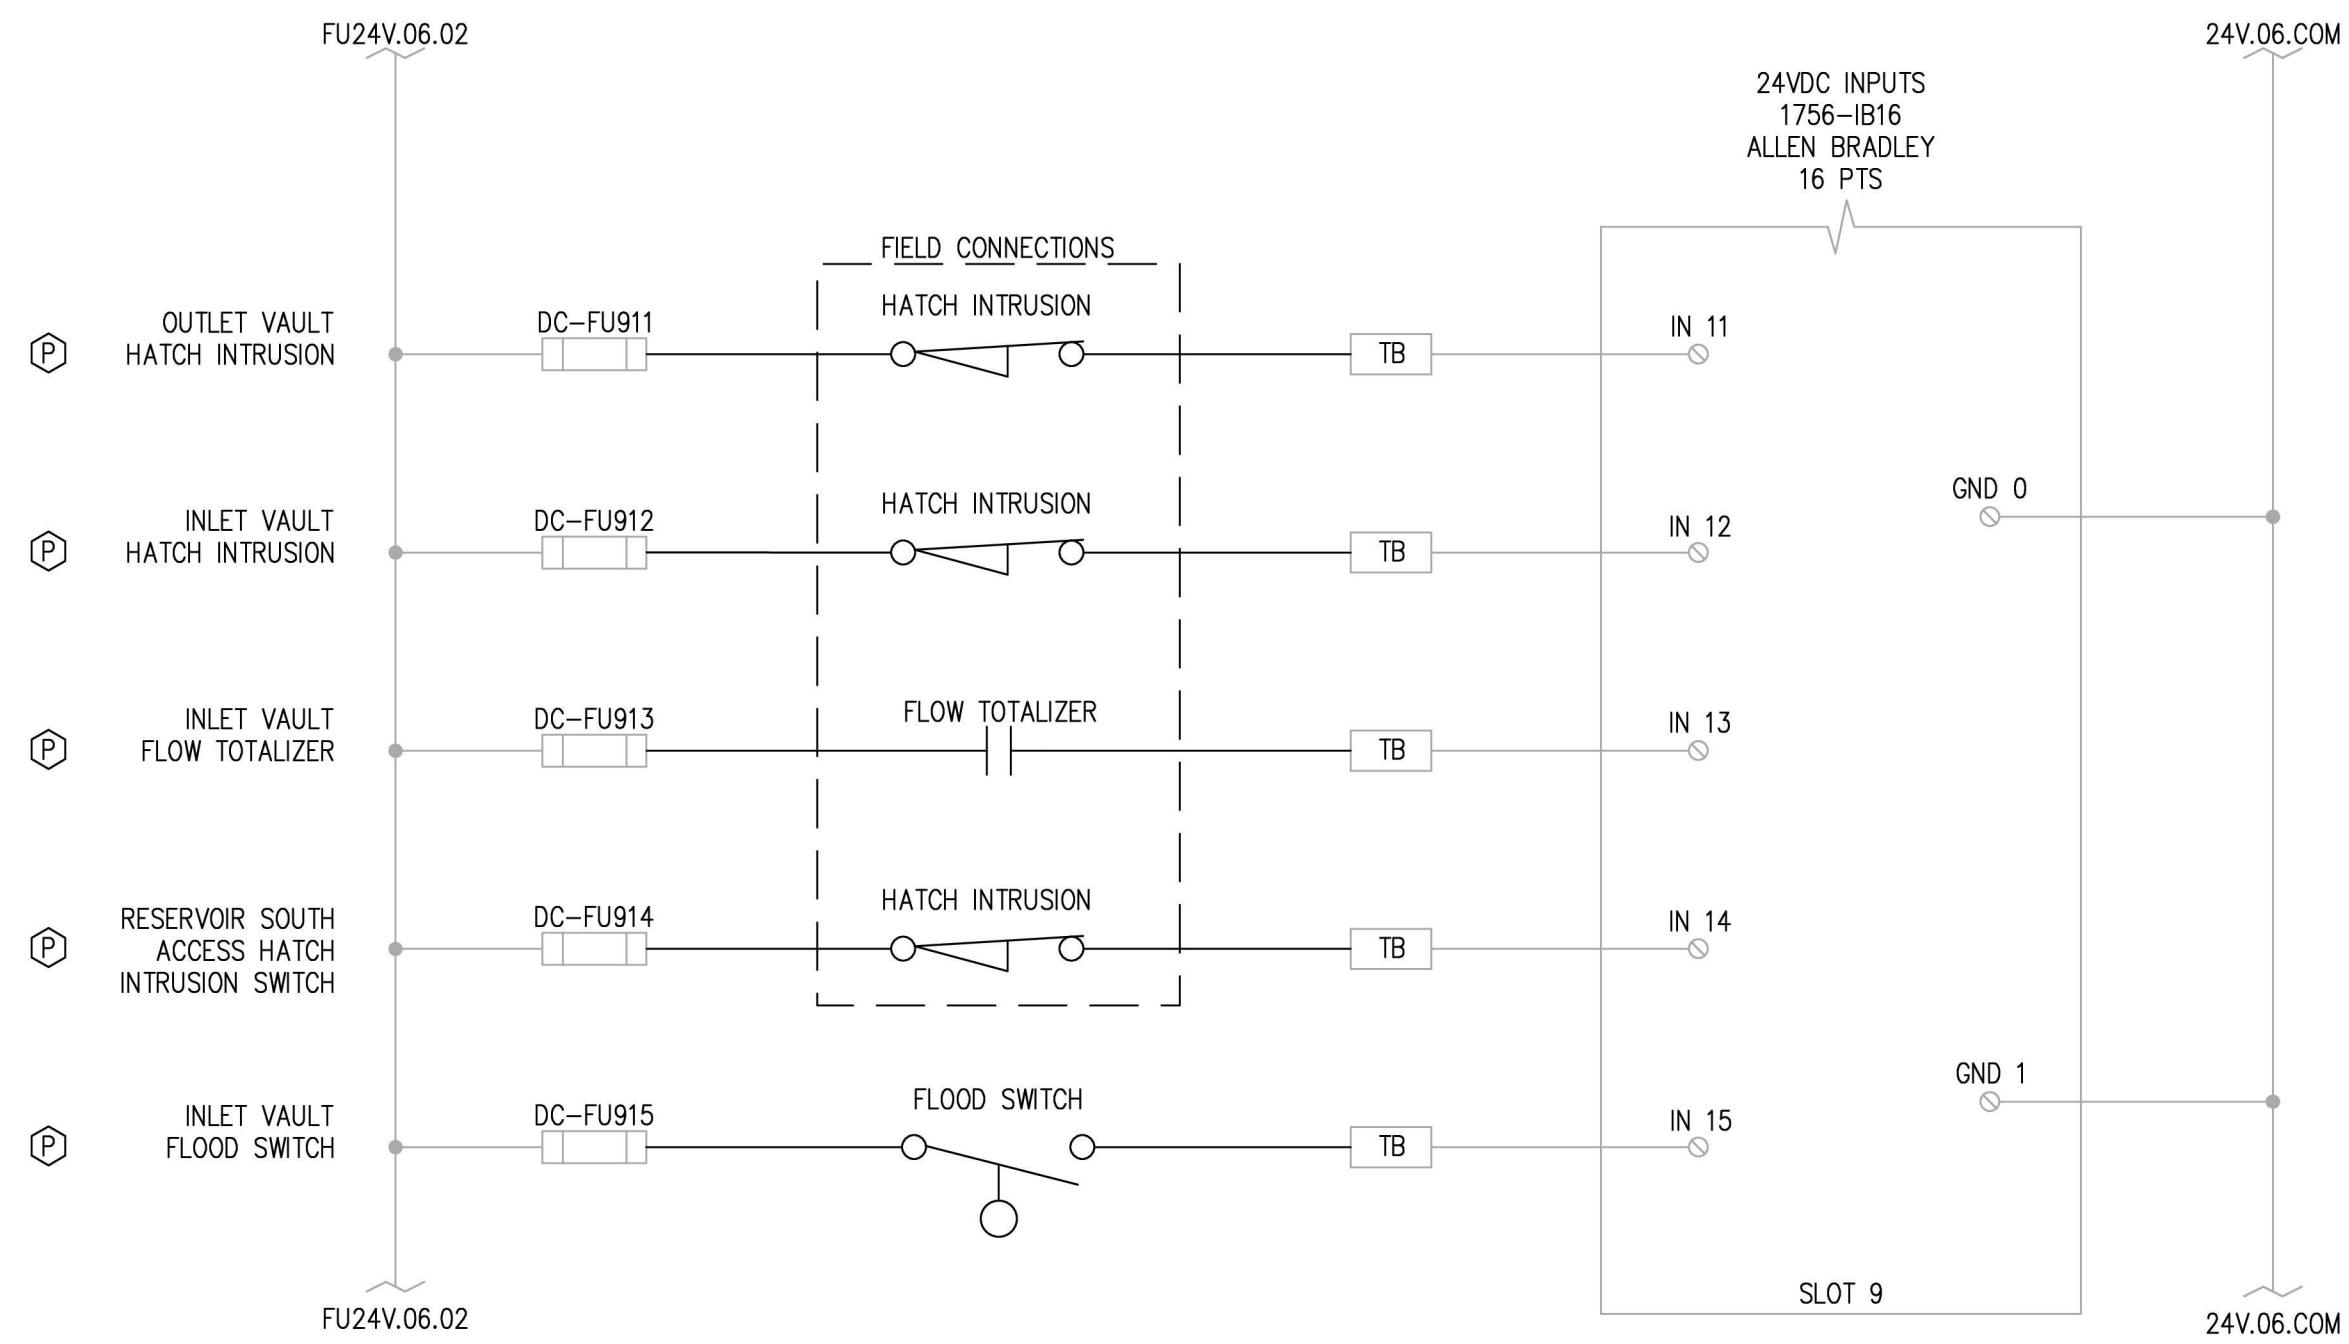 FU24V.06.02
24V.06.COM
24VDC INPUTS
1756-IB16
ALLEN BRADLEY
16 PTS
FIELD CONNECTIONS
P
OUTLET VAULT
HATCH INTRUSION
DC-FU911
HATCH INTRUSION
TB
IN 11
P
INLET VAULT
HATCH INTRUSION
DC-FU912
HATCH INTRUSION
TB
IN 12
GND 0
P
INLET VAULT
FLOW TOTALIZER
DC-FU913
FLOW TOTALIZER
TB
IN 13
P
RESERVOIR SOUTH
ACCESS HATCH
INTRUSION SWITCH
DC-FU914
HATCH INTRUSION
TB
IN 14
GND 1
P
INLET VAULT
FLOOD SWITCH
DC-FU915
FLOOD SWITCH
TB
IN 15
SLOT 9
FU24V.06.02
24V.06.COM